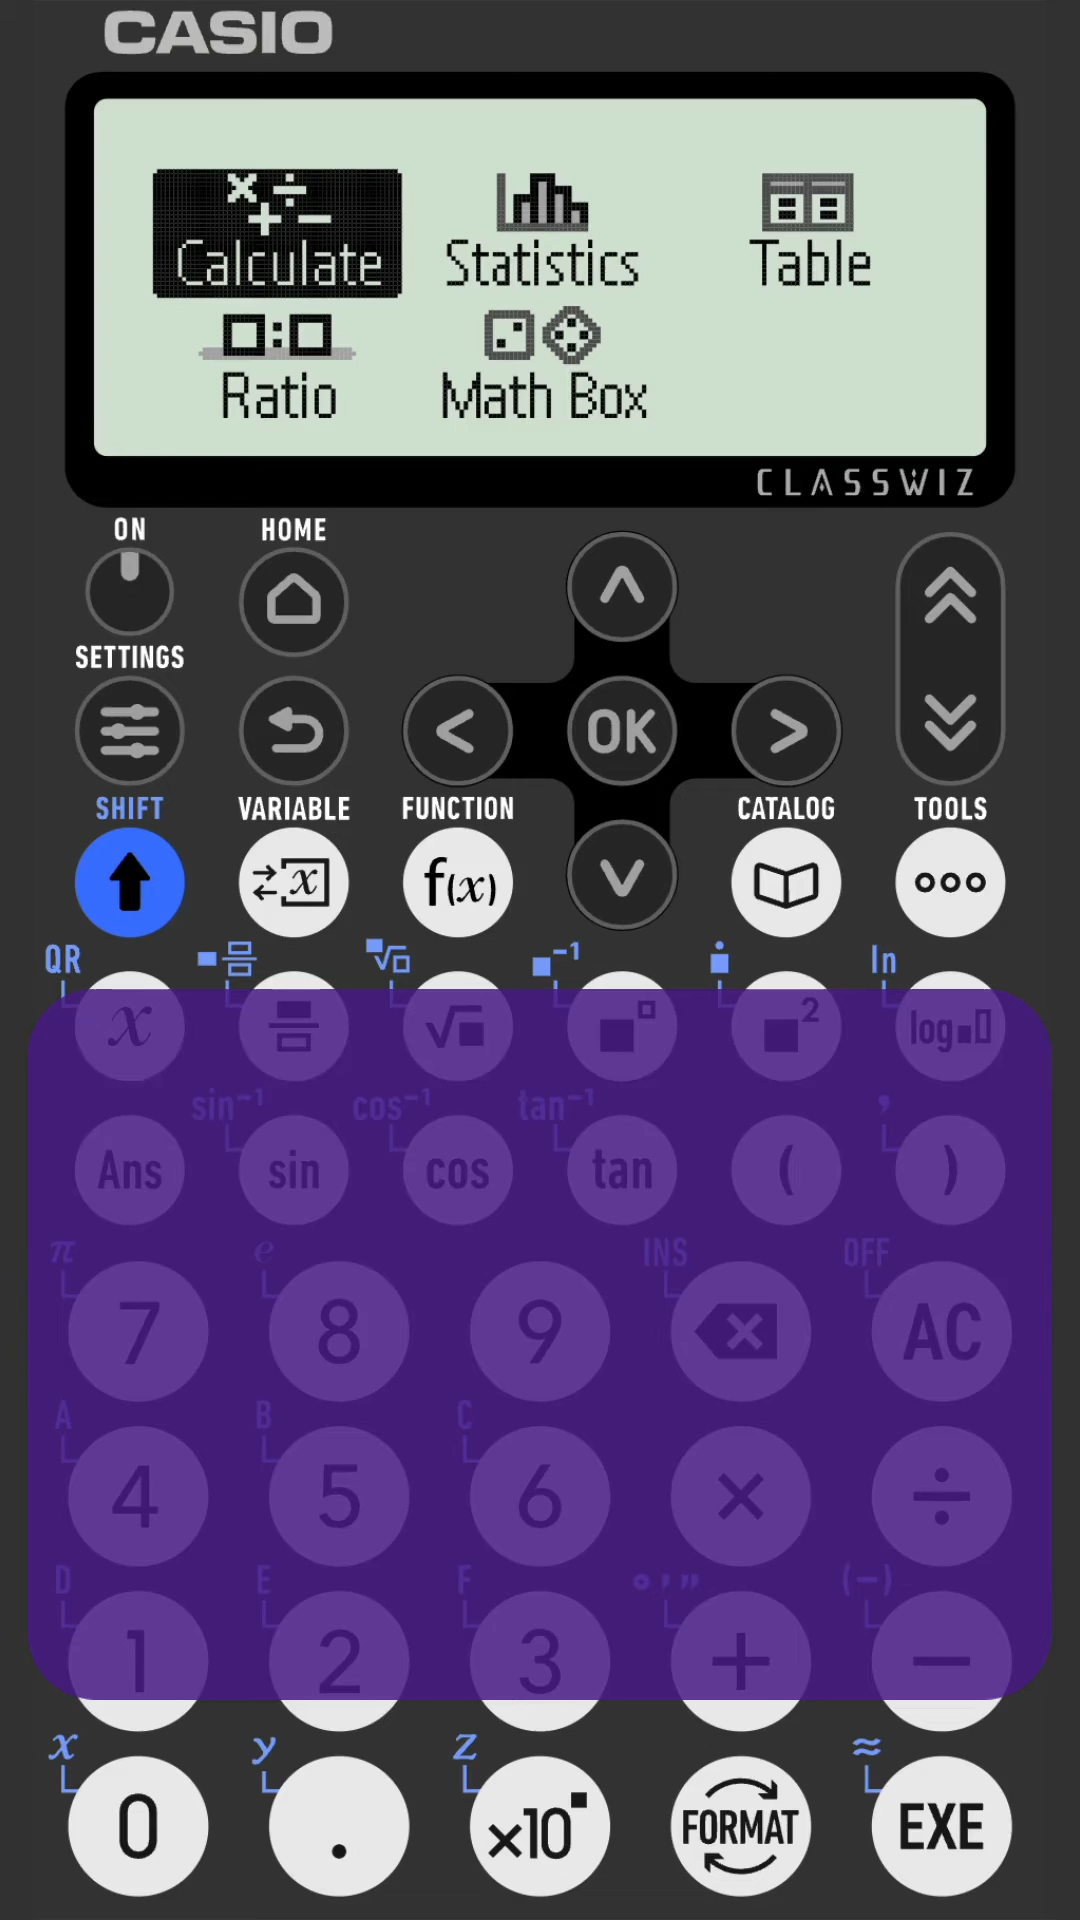 CASIO
Calculate Statistics Table
Ratio Math Box
CLASSWIZ
ON HOME
SETTINGS
OK
SHIFT VARIABLE FUNCTION CATALOG TOOLS
x f(x)
QR √ -1 ln
x √ 2 log
sin⁻¹ cos⁻¹ tan⁻¹ ,
Ans sin cos tan ( )
π e INS OFF
7 8 9 AC
A B C
4 5 6 × ÷
D E F ° ′ ″ (−)
1 2 3 + −
x y z ≈
0 . ×10 FORMAT EXE